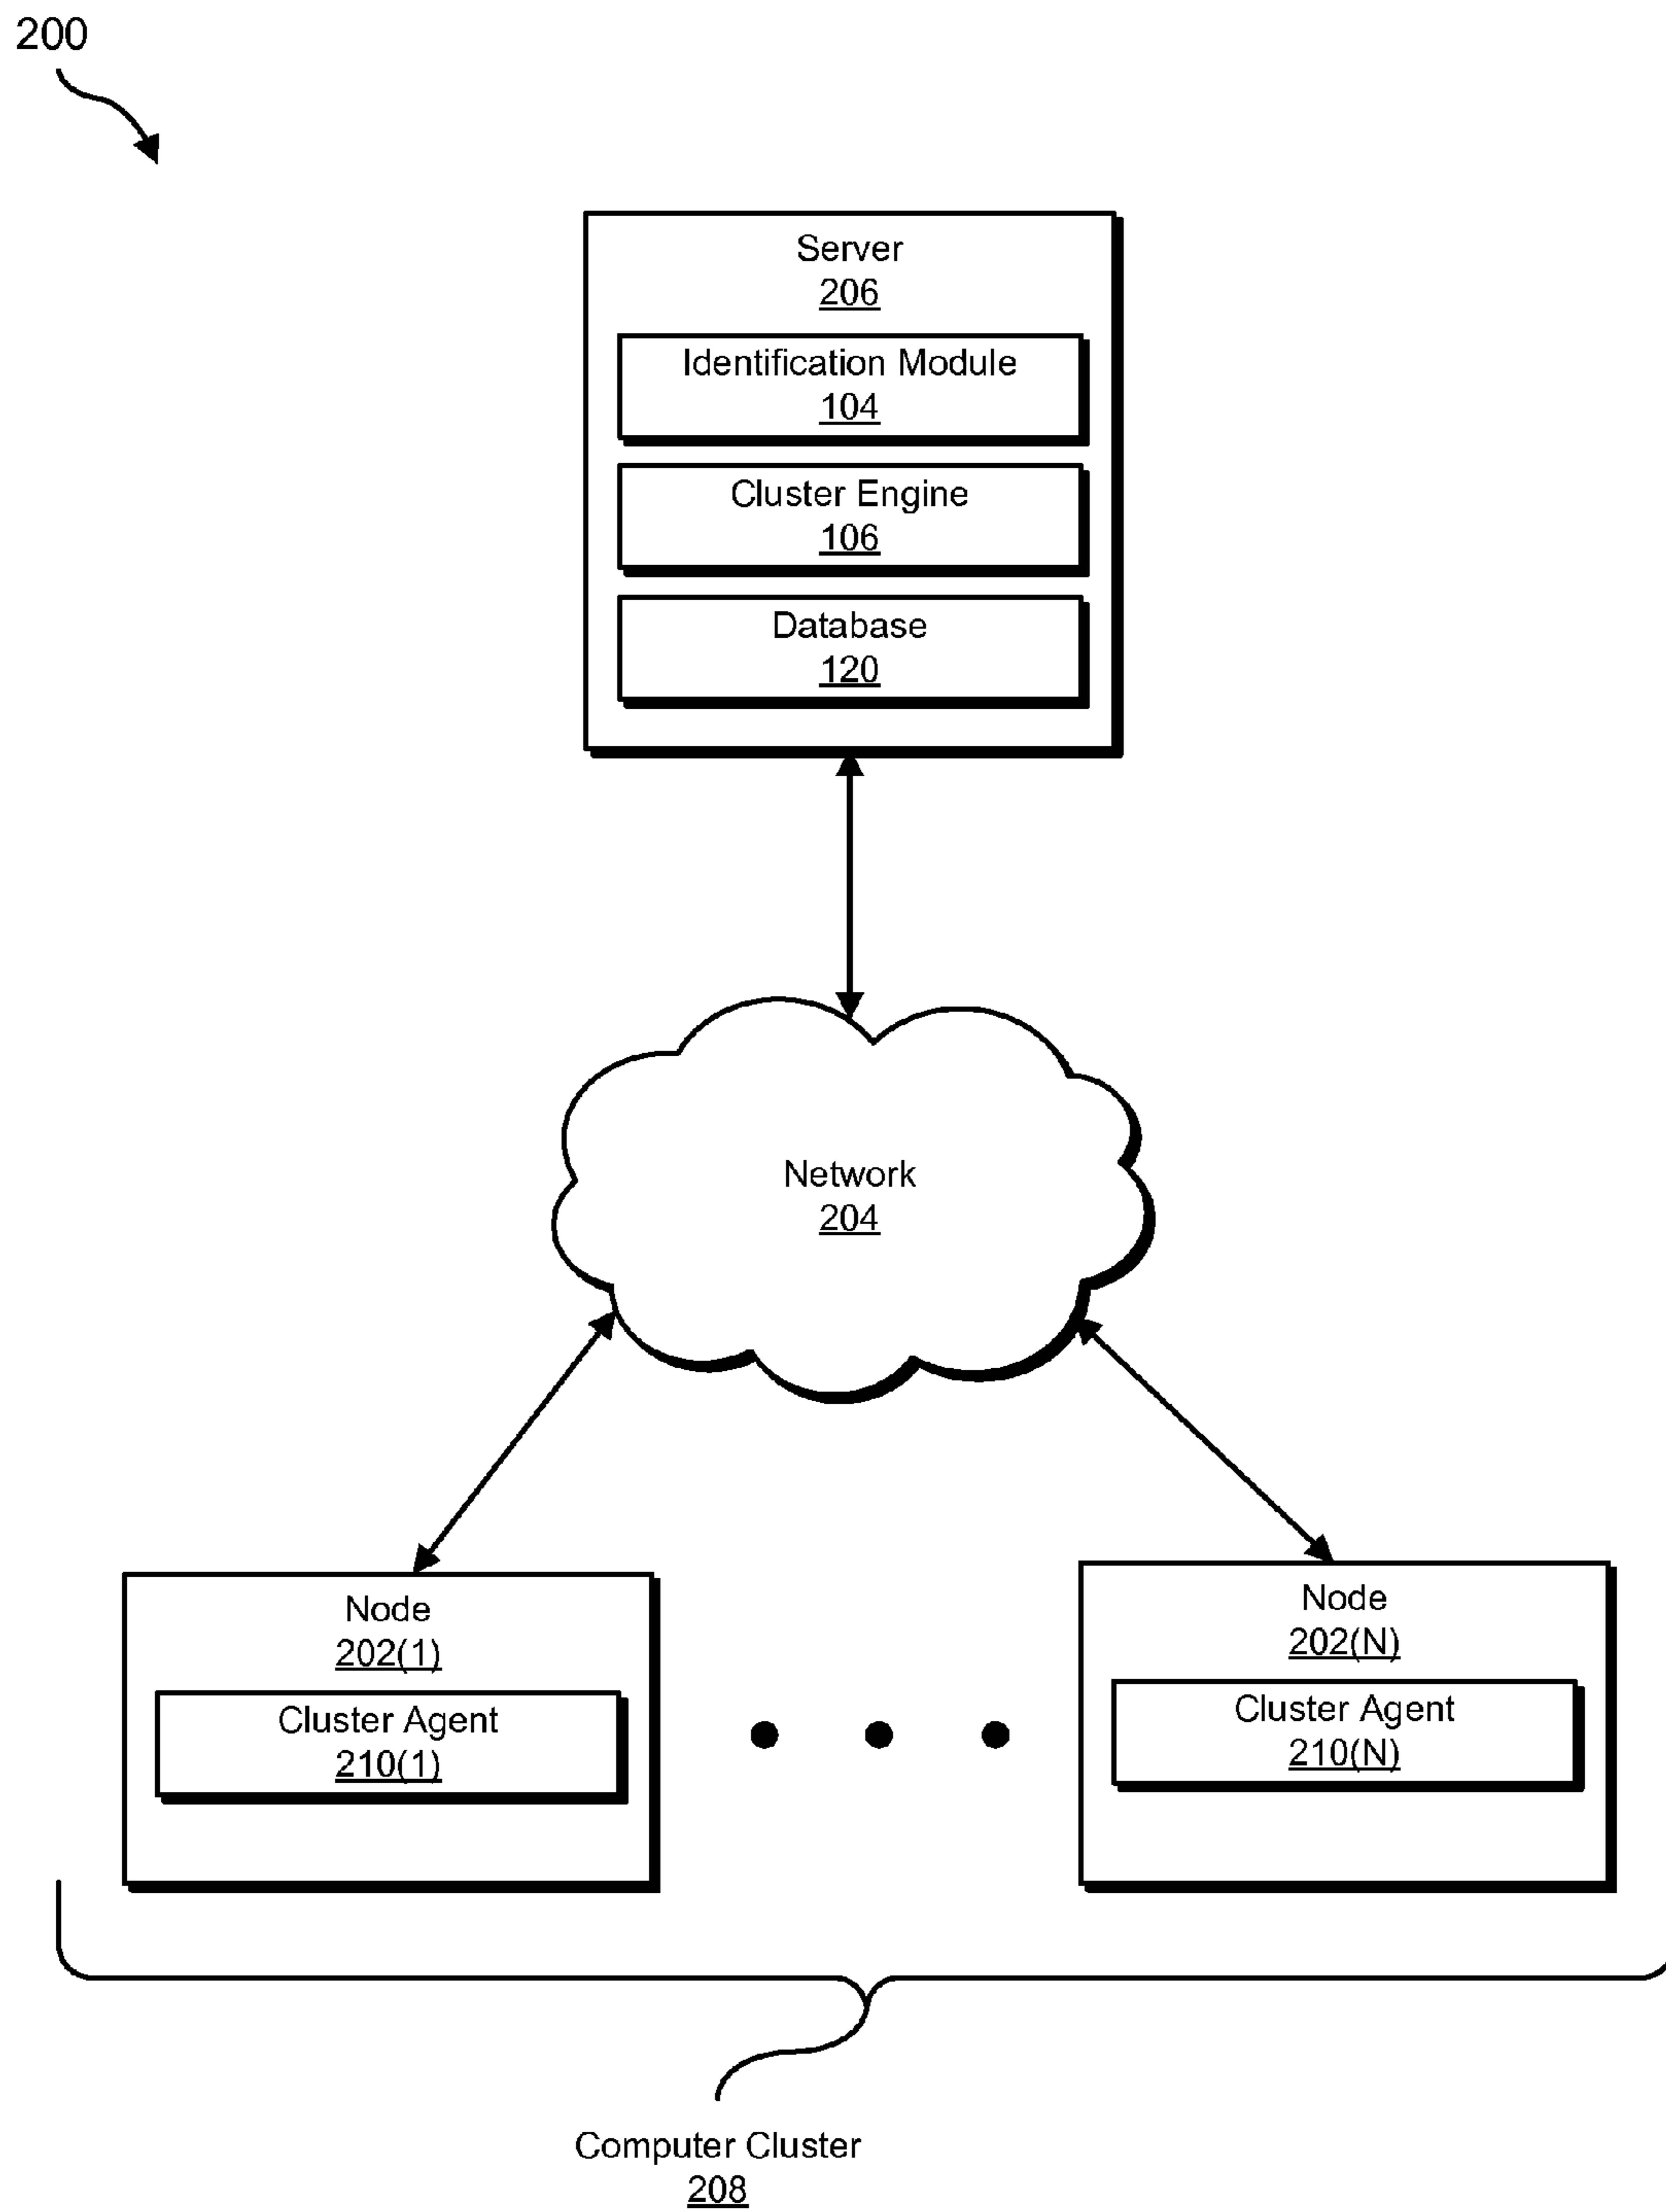 200
Server
206
Identification Module
104
Cluster Engine
106
Database
120
Network
204
Node
202(1)
Cluster Agent
210(1)
Node
202(N)
Cluster Agent
210(N)
Computer Cluster
208